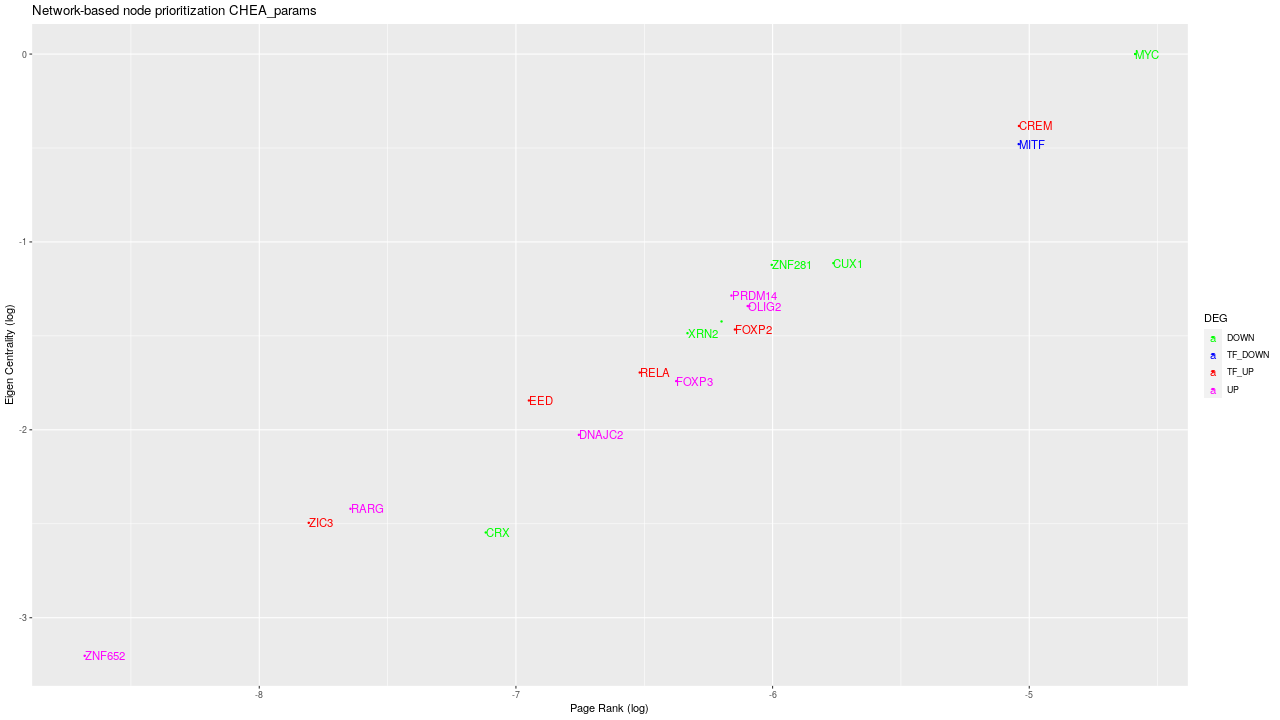 Network-based node prioritization CHEA_params
Eigen Centrality (log)
0
-1
-2
-3
MYC
CREM
MITF
ZNF281
CUX1
PRDM14
OLIG2
XRN2
FOXP2
RELA
FOXP3
EED
DNAJC2
RARG
ZIC3
CRX
ZNF652
-8
-7
-6
-5
Page Rank (log)
DEG
a DOWN
a TF_DOWN
a TF_UP
a UP